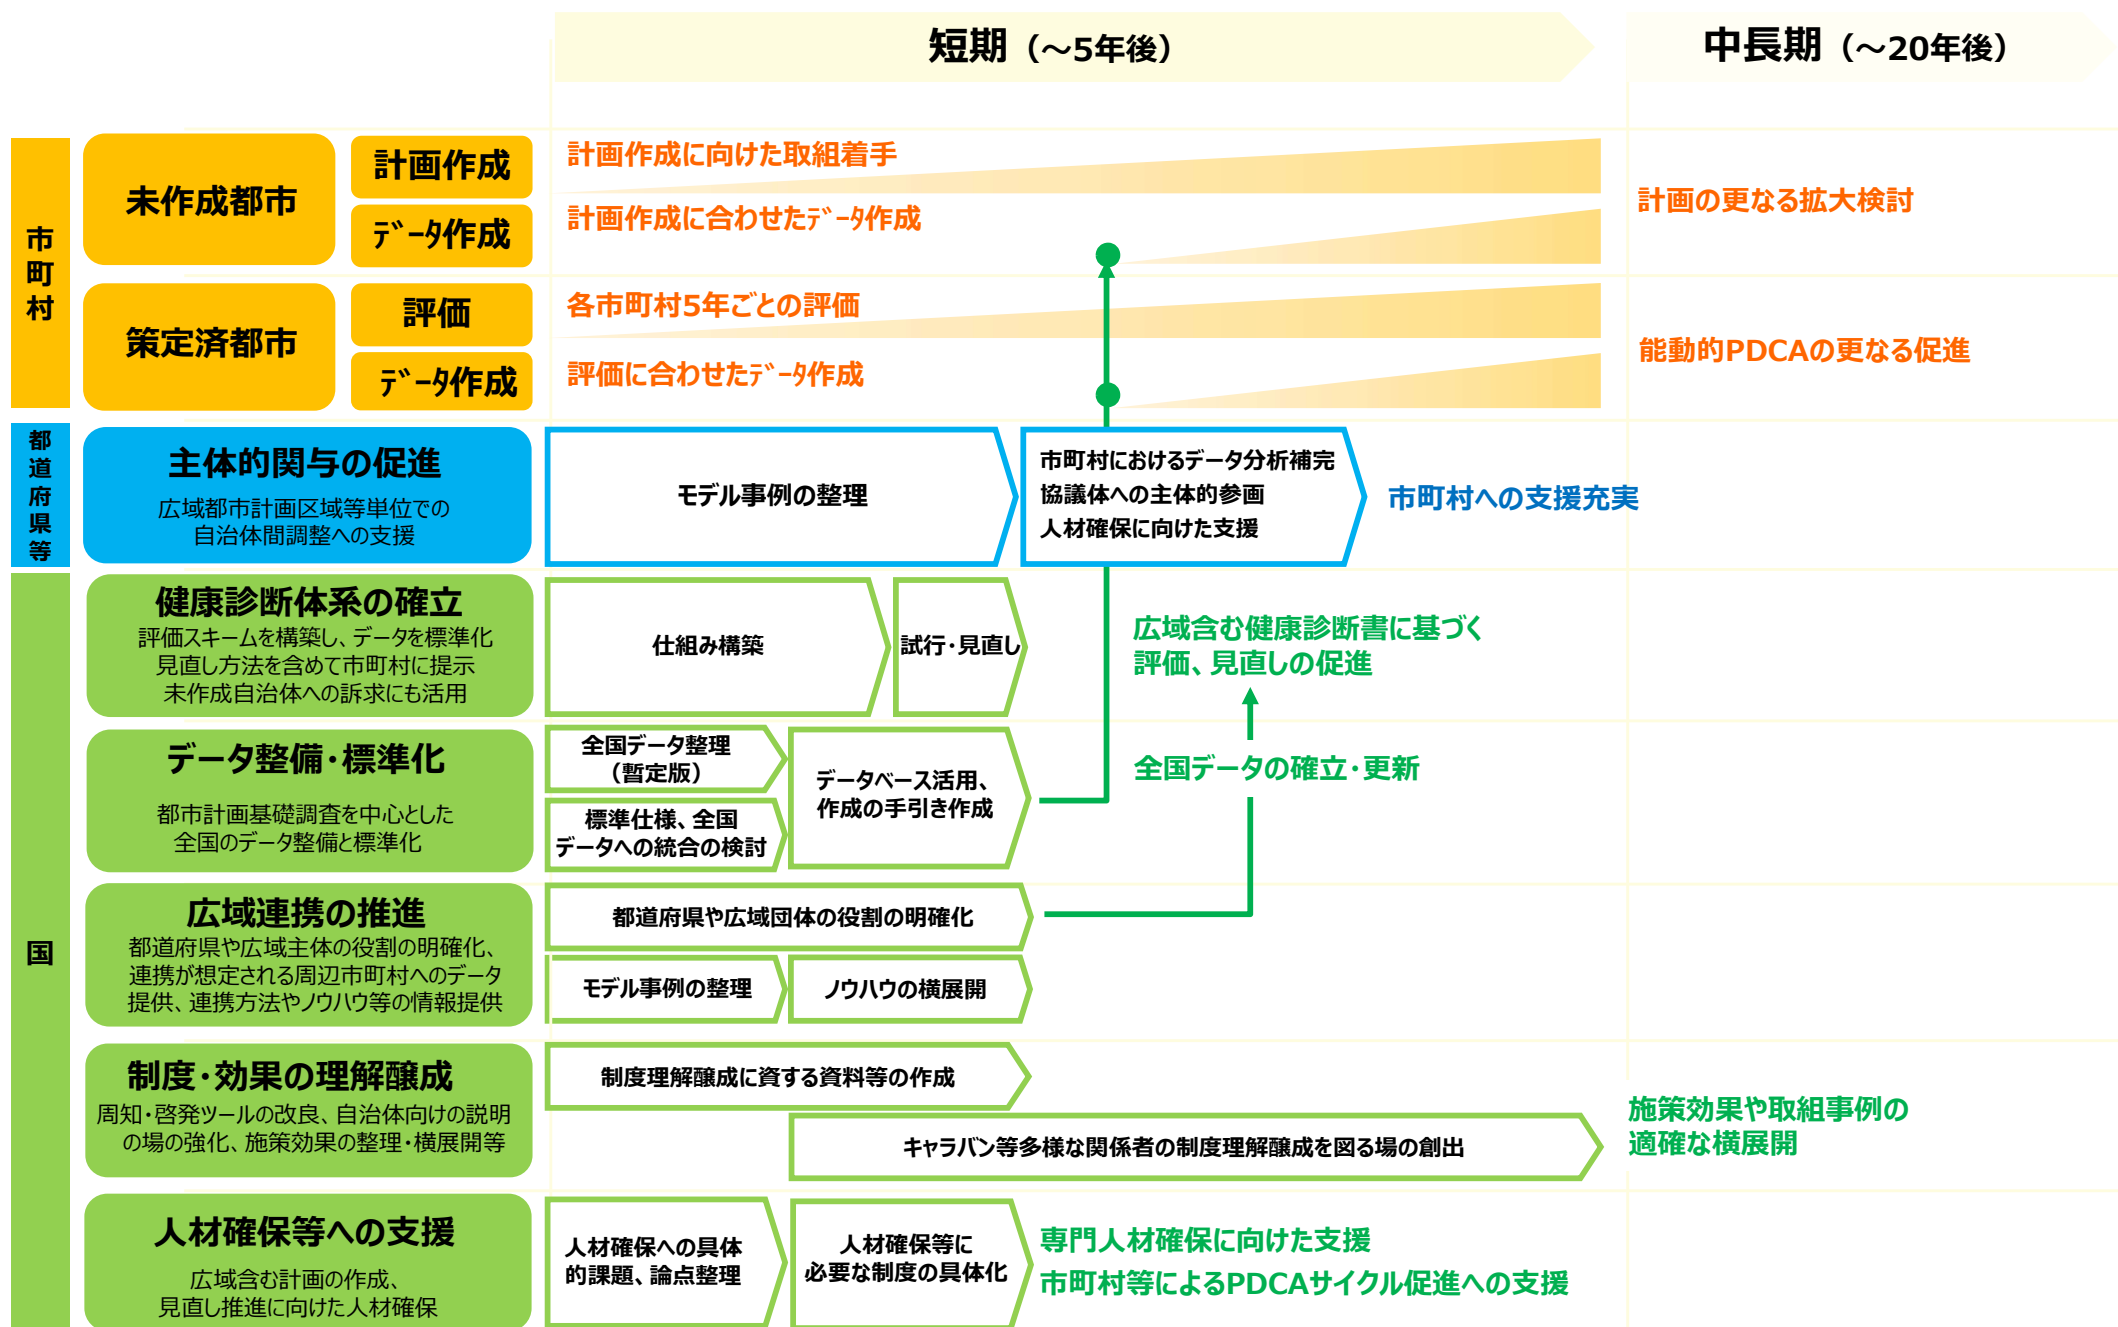 短期（～5年後）
中長期（～20年後）
市町村
未作成都市
計画作成
計画作成に向けた取組着手
データ作成
計画作成に合わせたデータ作成
計画の更なる拡大検討
策定済都市
評価
各市町村5年ごとの評価
データ作成
評価に合わせたデータ作成
能動的PDCAの更なる促進
都道府県等
主体的関与の促進
広域都市計画区域等単位での
自治体間調整への支援
モデル事例の整理
市町村におけるデータ分析補完
協議体への主体的参画
人材確保に向けた支援
市町村への支援充実
国
健康診断体系の確立
評価スキームを構築し、データを標準化
見直し方法を含めて市町村に提示
未作成自治体への訴求にも活用
仕組み構築
試行・見直し
広域含む健康診断書に基づく
評価、見直しの促進
データ整備・標準化
都市計画基礎調査を中心とした
全国のデータ整備と標準化
全国データ整理
（暫定版）
標準仕様、全国
データへの統合の検討
データベース活用、
作成の手引き作成
全国データの確立・更新
広域連携の推進
都道府県や広域主体の役割の明確化、
連携が想定される周辺市町村へのデータ
提供、連携方法やノウハウ等の情報提供
都道府県や広域団体の役割の明確化
モデル事例の整理
ノウハウの横展開
制度・効果の理解醸成
周知・啓発ツールの改良、自治体向けの説明
の場の強化、施策効果の整理・横展開等
制度理解醸成に資する資料等の作成
キャラバン等多様な関係者の制度理解醸成を図る場の創出
施策効果や取組事例の
適確な横展開
人材確保等への支援
広域含む計画の作成、
見直し推進に向けた人材確保
人材確保への具体
的課題、論点整理
人材確保等に
必要な制度の具体化
専門人材確保に向けた支援
市町村等によるPDCAサイクル促進への支援